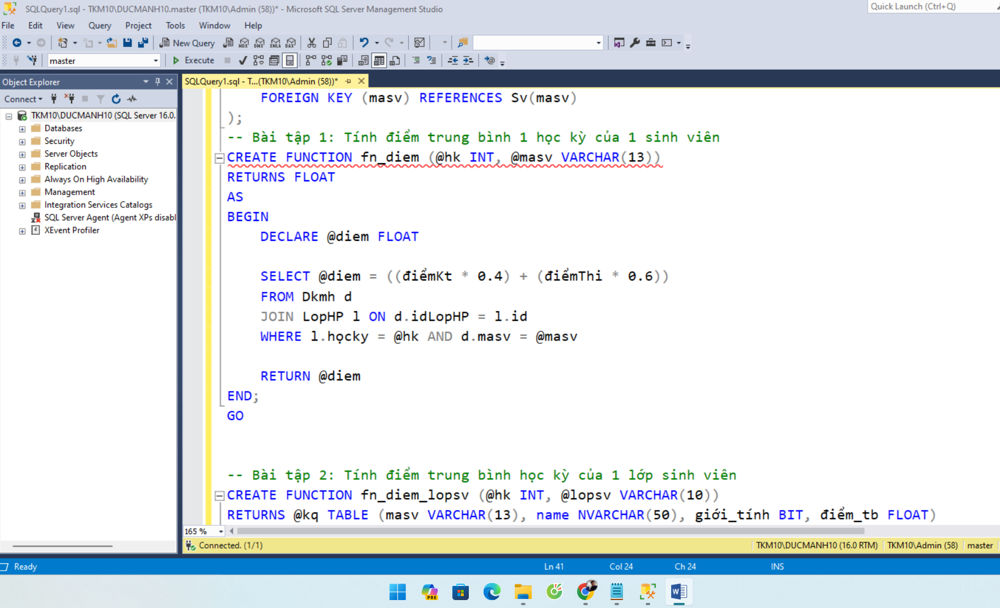 SQLQuery1.sql - TKM10\DUCMANH10.master (TKM10\Admin (58))* - Microsoft SQL Server Management Studio
Quick Launch (Ctrl+Q)
File Edit View Query Project Tools Window Help
New Query MDX DMX XMLA DAX
master Execute
Object Explorer
SQLQuery1.sql - T...(TKM10\Admin (58))*
Connect
TKM10\DUCMANH10 (SQL Server 16.0.
Databases
Security
Server Objects
Replication
Always On High Availability
Management
Integration Services Catalogs
SQL Server Agent (Agent XPs disabl
XEvent Profiler
FOREIGN KEY (masv) REFERENCES Sv(masv)
);
-- Bài tập 1: Tính điểm trung bình 1 học kỳ của 1 sinh viên
CREATE FUNCTION fn_diem (@hk INT, @masv VARCHAR(13))
RETURNS FLOAT
AS
BEGIN
DECLARE @diem FLOAT
SELECT @diem = ((điểmKt * 0.4) + (điểmThi * 0.6))
FROM Dkmh d
JOIN LopHP l ON d.idLopHP = l.id
WHERE l.họcky = @hk AND d.masv = @masv
RETURN @diem
END;
GO
-- Bài tập 2: Tính điểm trung bình học kỳ của 1 lớp sinh viên
CREATE FUNCTION fn_diem_lopsv (@hk INT, @lopsv VARCHAR(10))
RETURNS @kq TABLE (masv VARCHAR(13), name NVARCHAR(50), giới_tính BIT, điểm_tb FLOAT)
165 %
Connected. (1/1)
TKM10\DUCMANH10 (16.0 RTM) TKM10\Admin (58) master
Ready Ln 41 Col 24 Ch 24 INS
PRE
W